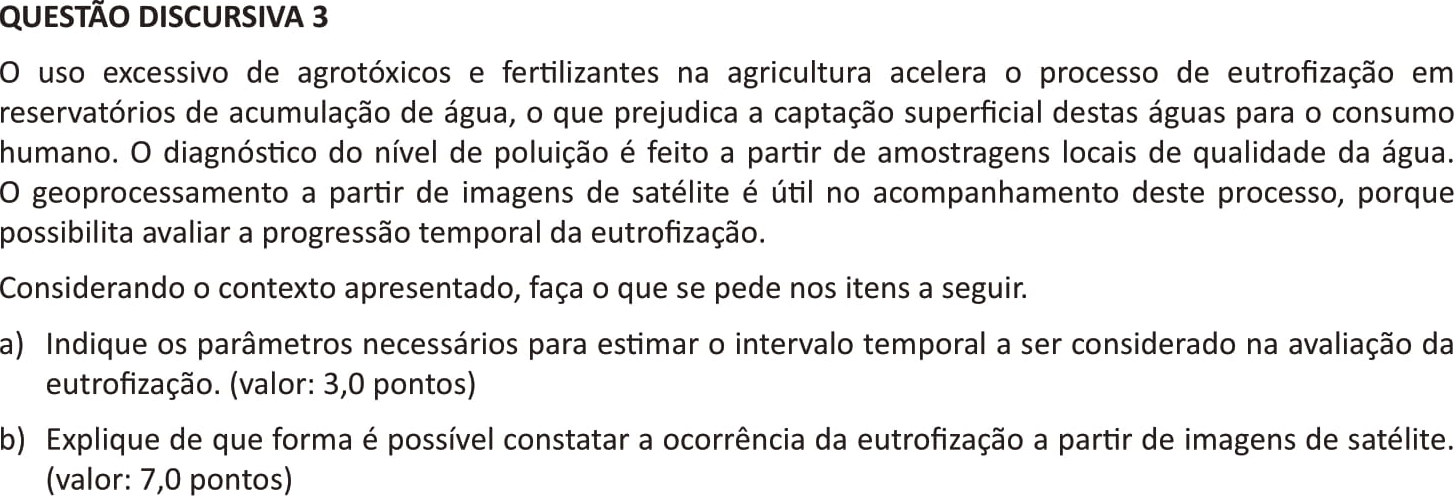 QUESTÃO DISCURSIVA 3
O uso excessivo de agrotóxicos e fertilizantes na agricultura acelera o processo de eutrofização em
reservatórios de acumulação de água, o que prejudica a captação superficial destas águas para o consumo
humano. O diagnóstico do nível de poluição é feito a partir de amostragens locais de qualidade da água.
O geoprocessamento a partir de imagens de satélite é útil no acompanhamento deste processo, porque
possibilita avaliar a progressão temporal da eutrofização.
Considerando o contexto apresentado, faça o que se pede nos itens a seguir.
a) Indique os parâmetros necessários para estimar o intervalo temporal a ser considerado na avaliação da
eutrofização. (valor: 3,0 pontos)
b) Explique de que forma é possível constatar a ocorrência da eutrofização a partir de imagens de satélite.
(valor: 7,0 pontos)